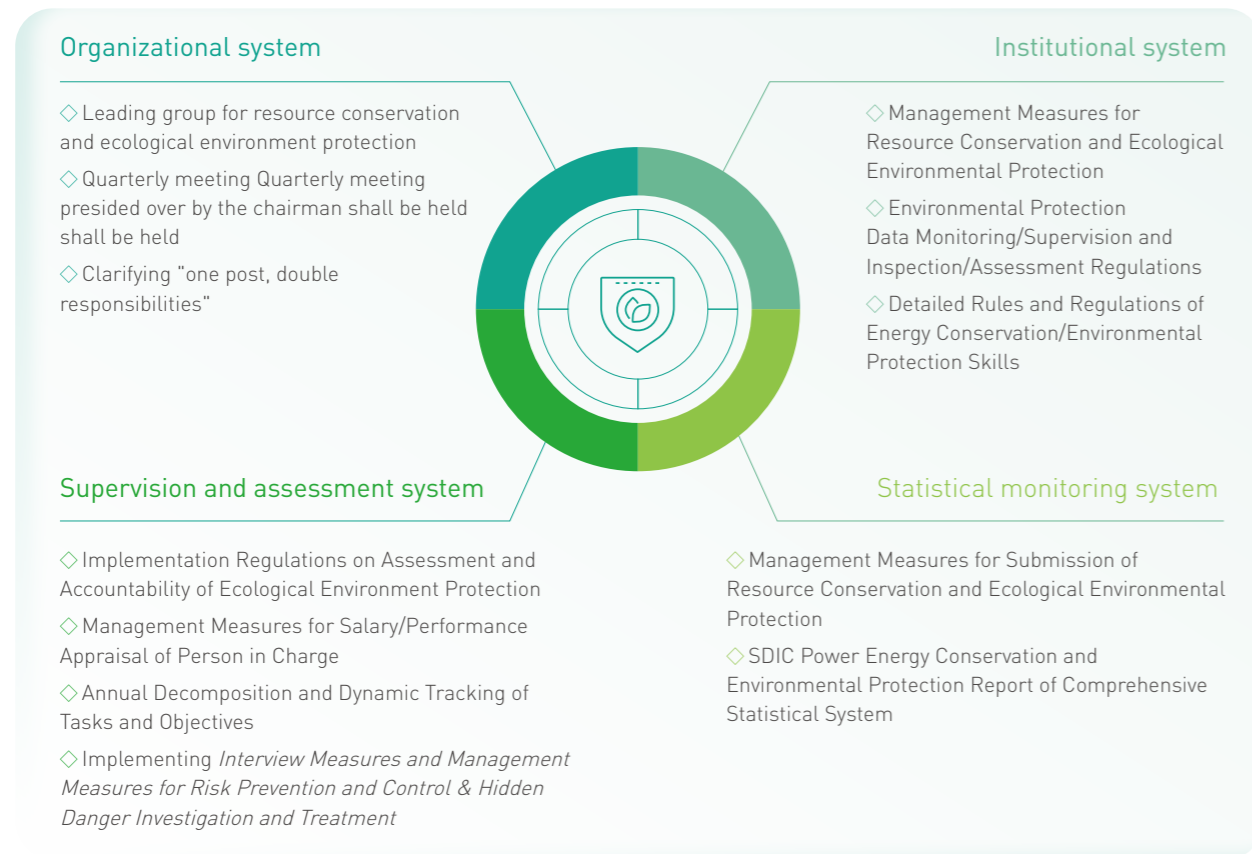 Organizational system
◇ Leading group for resource conservation
and ecological environment protection
◇ Quarterly meeting Quarterly meeting
presided over by the chairman shall be held
shall be held
◇ Clarifying "one post, double
responsibilities"
Institutional system
◇ Management Measures for
Resource Conservation and Ecological
Environmental Protection
◇ Environmental Protection
Data Monitoring/Supervision and
Inspection/Assessment Regulations
◇ Detailed Rules and Regulations of
Energy Conservation/Environmental
Protection Skills
Supervision and assessment system
◇ Implementation Regulations on Assessment and
Accountability of Ecological Environment Protection
◇ Management Measures for Salary/Performance
Appraisal of Person in Charge
◇ Annual Decomposition and Dynamic Tracking of
Tasks and Objectives
◇ Implementing Interview Measures and Management
Measures for Risk Prevention and Control & Hidden
Danger Investigation and Treatment
Statistical monitoring system
◇ Management Measures for Submission of
Resource Conservation and Ecological Environmental
Protection
◇ SDIC Power Energy Conservation and
Environmental Protection Report of Comprehensive
Statistical System